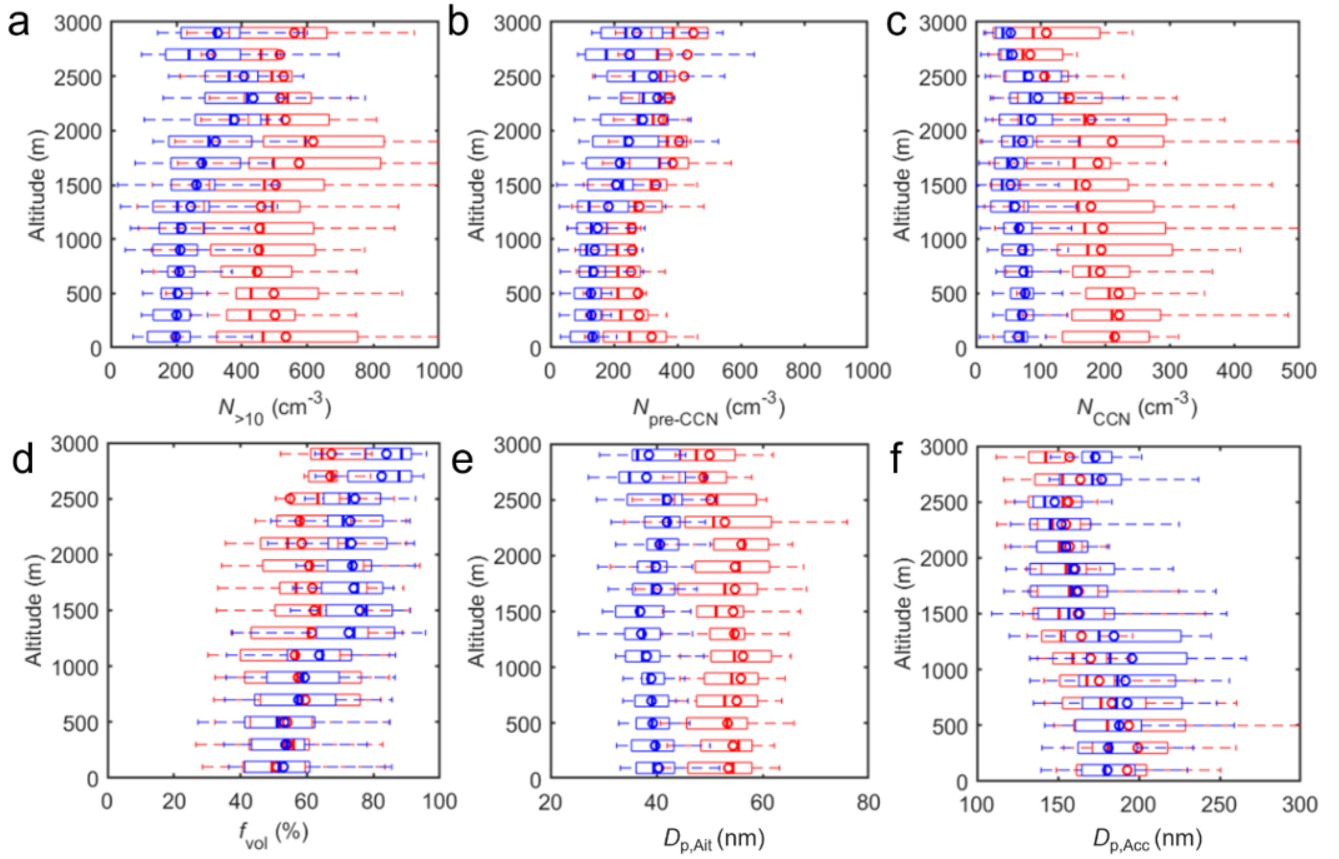 a
b
c
3000
2500
2000
1500
1000
500
0
Altitude (m)
0 200 400 600 800 1000
N>10 (cm-3)
3000
2500
2000
1500
1000
500
0
Altitude (m)
0 200 400 600 800 1000
Npre-CCN (cm-3)
3000
2500
2000
1500
1000
500
0
Altitude (m)
0 100 200 300 400 500
NCCN (cm-3)
d
e
f
3000
2500
2000
1500
1000
500
0
Altitude (m)
0 20 40 60 80 100
fvol (%)
3000
2500
2000
1500
1000
500
0
Altitude (m)
20 40 60 80
Dp,Ait (nm)
3000
2500
2000
1500
1000
500
0
Altitude (m)
100 150 200 250 300
Dp,Acc (nm)